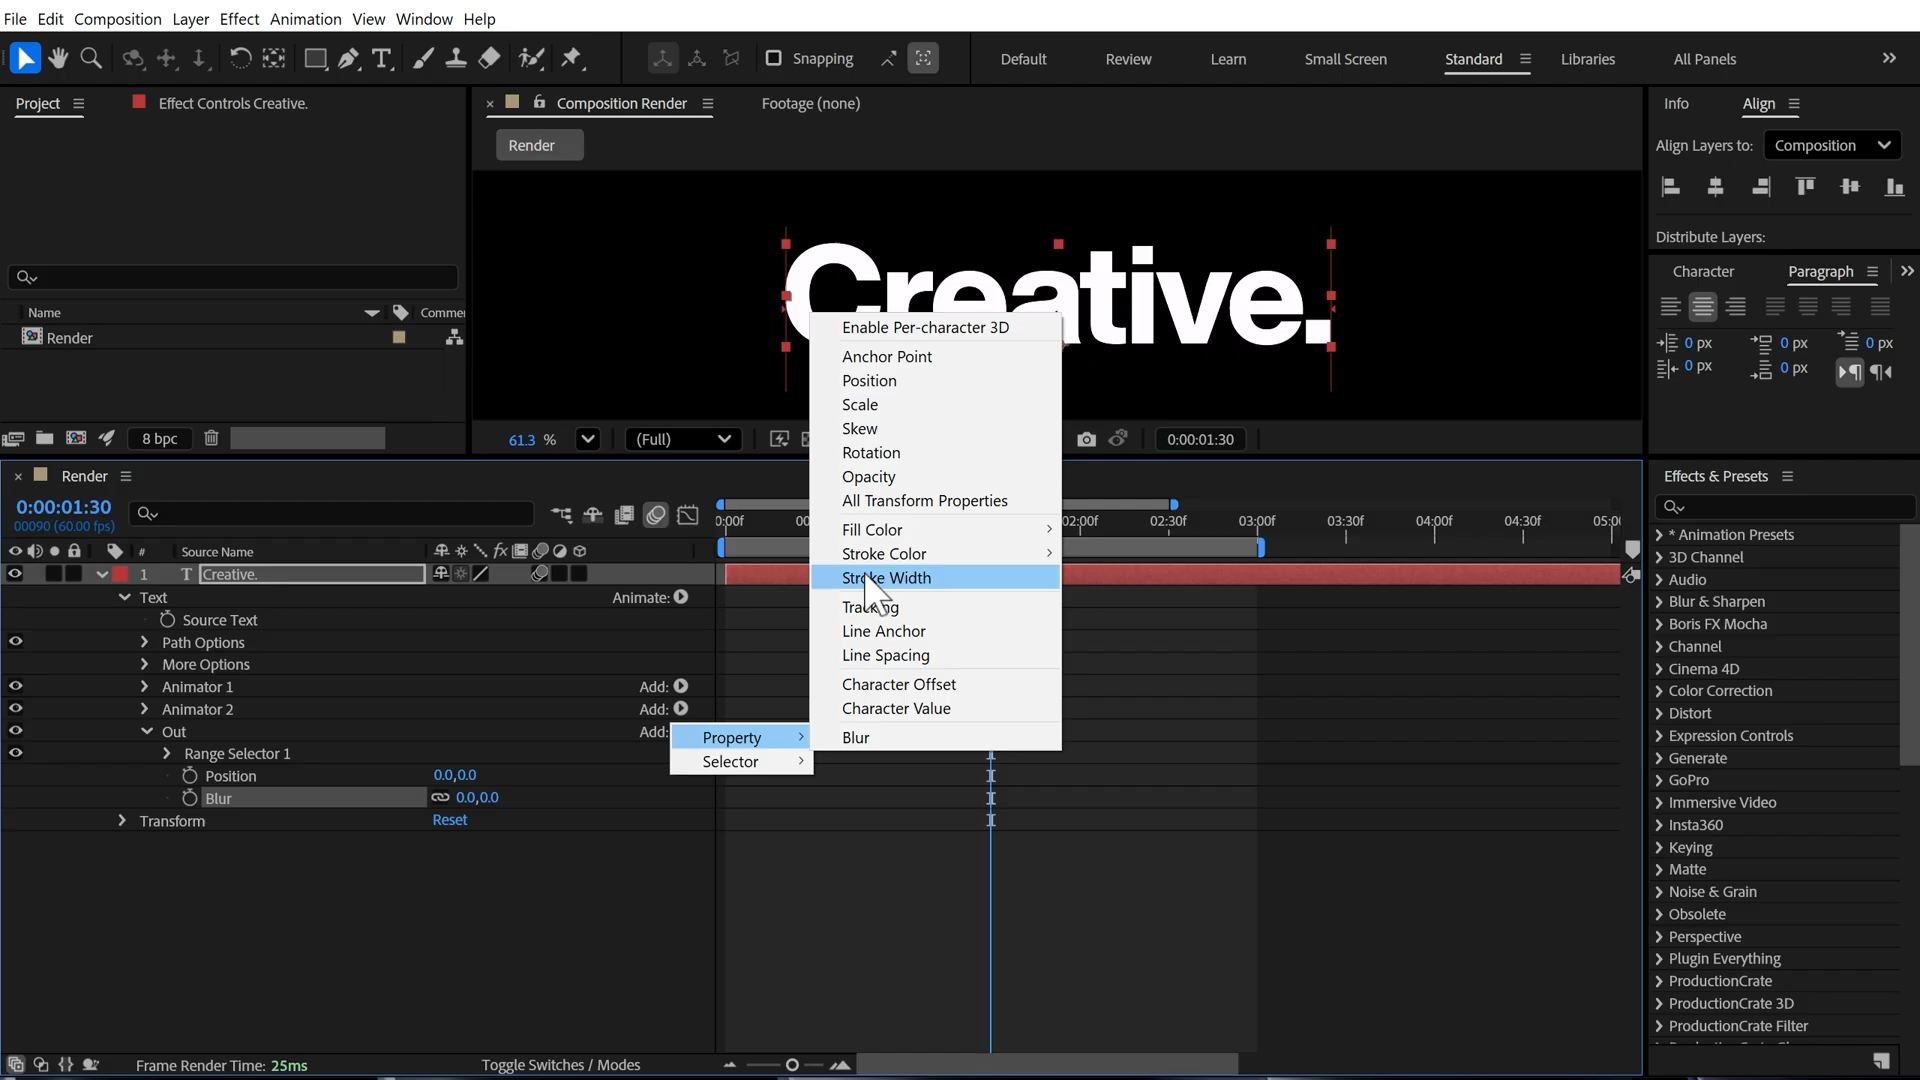 File Edit Composition Layer Effect Animation View Window Help
Snapping Default Review Learn Small Screen Standard Libraries All Panels
Project Effect Controls Creative.
Composition Render Footage (none)
Info Align
Render
Align Layers to: Composition
Distribute Layers:
Creative.
Character Paragraph
Name
Render
0 px 0 px 0 px
0 px 0 px
8 bpc
61.3 % (Full) 0:00:01:30
Enable Per-character 3D
Anchor Point
Position
Scale
Skew
Rotation
Opacity
All Transform Properties
Fill Color
Stroke Color
Stroke Width
Line Anchor
Line Spacing
Character Offset
Character Value
Blur
Property
Selector
Render
0:00:01:30
00090 (60.00 fps)
02:00f 02:30f 03:00f 03:30f 04:00f 04:30f
# Source Name
1 T Creative.
Text Animate:
Source Text
Path Options
More Options
Animator 1 Add:
Animator 2 Add:
Out Add:
Range Selector 1
Position 0.0,0.0
Blur 0.0,0.0
Transform Reset
Frame Render Time: 25ms Toggle Switches / Modes
Effects & Presets
* Animation Presets
3D Channel
Audio
Blur & Sharpen
Boris FX Mocha
Channel
Cinema 4D
Color Correction
Distort
Expression Controls
Generate
GoPro
Immersive Video
Insta360
Keying
Matte
Noise & Grain
Obsolete
Perspective
Plugin Everything
ProductionCrate
ProductionCrate 3D
ProductionCrate Filter